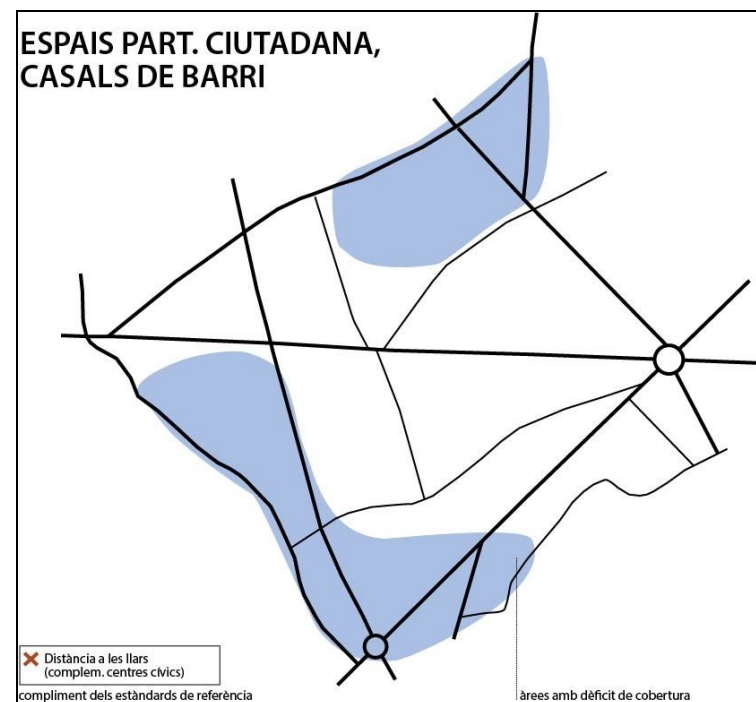 ESPAIS PART. CIUTADANA,
CASALS DE BARRI
Distància a les llars
(complem. centres cívics)
compliment dels estàndards de referència
àrees amb dèficit de cobertura